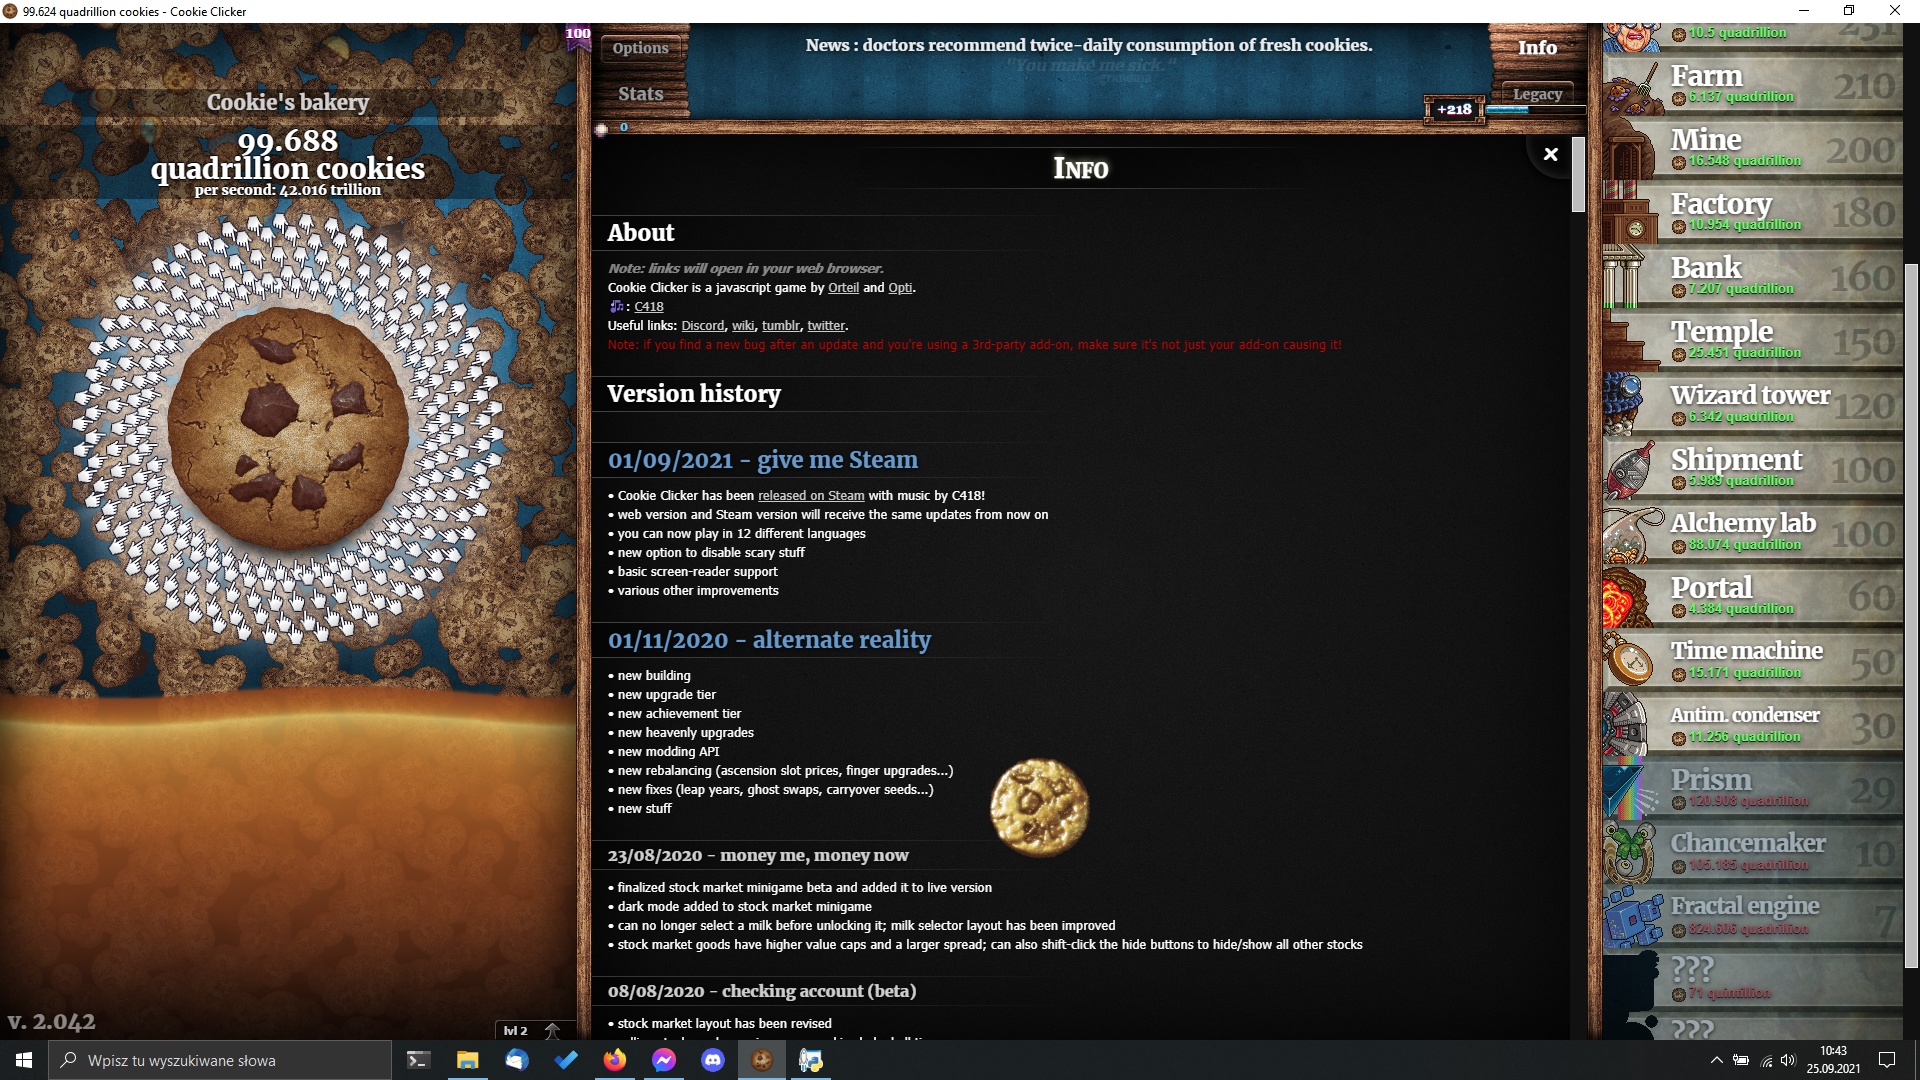 99.624 quadrillion cookies - Cookie Clicker
Cookie's bakery
99.688
quadrillion cookies
per second: 42.016 trillion
v. 2.042
lvl 2
100
Options
Stats
News : doctors recommend twice-daily consumption of fresh cookies.
"You make me sick."
Info
Legacy
+218
0
Info
About
Note: links will open in your web browser.
Cookie Clicker is a javascript game by Orteil and Opti.
: C418
Useful links: Discord, wiki, tumblr, twitter.
Note: if you find a new bug after an update and you're using a 3rd-party add-on, make sure it's not just your add-on causing it!
Version history
01/09/2021 - give me Steam
• Cookie Clicker has been released on Steam with music by C418!
• web version and Steam version will receive the same updates from now on
• you can now play in 12 different languages
• new option to disable scary stuff
• basic screen-reader support
• various other improvements
01/11/2020 - alternate reality
• new building
• new upgrade tier
• new achievement tier
• new heavenly upgrades
• new modding API
• new rebalancing (ascension slot prices, finger upgrades...)
• new fixes (leap years, ghost swaps, carryover seeds...)
• new stuff
23/08/2020 - money me, money now
• finalized stock market minigame beta and added it to live version
• dark mode added to stock market minigame
• can no longer select a milk before unlocking it; milk selector layout has been improved
• stock market goods have higher value caps and a larger spread; can also shift-click the hide buttons to hide/show all other stocks
08/08/2020 - checking account (beta)
• stock market layout has been revised
10.5 quadrillion
231
Farm
6.137 quadrillion
210
Mine
16.548 quadrillion
200
Factory
10.954 quadrillion
180
Bank
7.207 quadrillion
160
Temple
25.451 quadrillion
150
Wizard tower
6.342 quadrillion
120
Shipment
5.989 quadrillion
100
Alchemy lab
88.074 quadrillion
100
Portal
4.384 quadrillion
60
Time machine
15.171 quadrillion
50
Antim. condenser
11.256 quadrillion
30
Prism
120.908 quadrillion
29
Chancemaker
105.185 quadrillion
10
Fractal engine
824.606 quadrillion
7
???
71 quintillion
???
Wpisz tu wyszukiwane słowa
10:43
25.09.2021